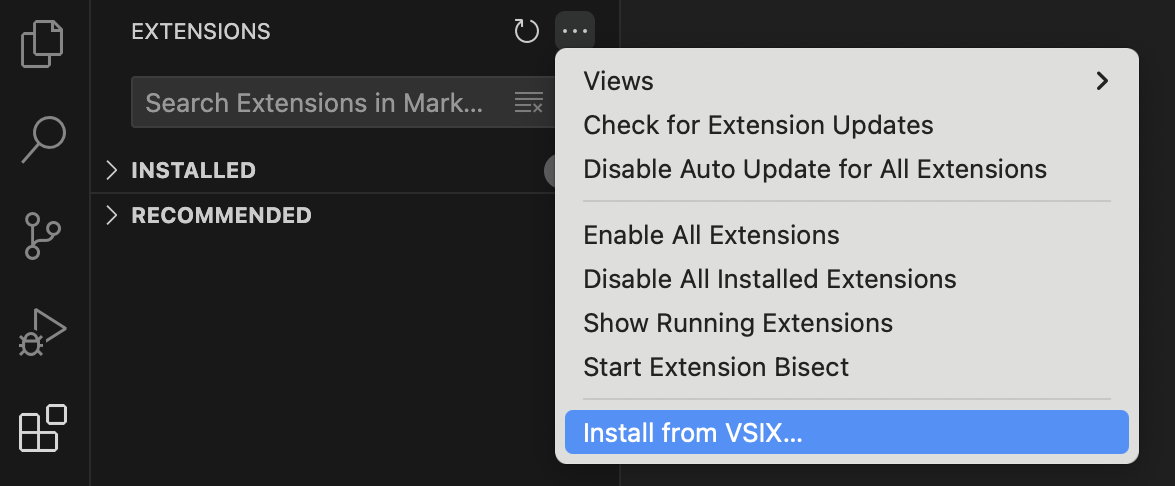 EXTENSIONS
Search Extensions in Mark...
INSTALLED
RECOMMENDED
Views
Check for Extension Updates
Disable Auto Update for All Extensions
Enable All Extensions
Disable All Installed Extensions
Show Running Extensions
Start Extension Bisect
Install from VSIX...